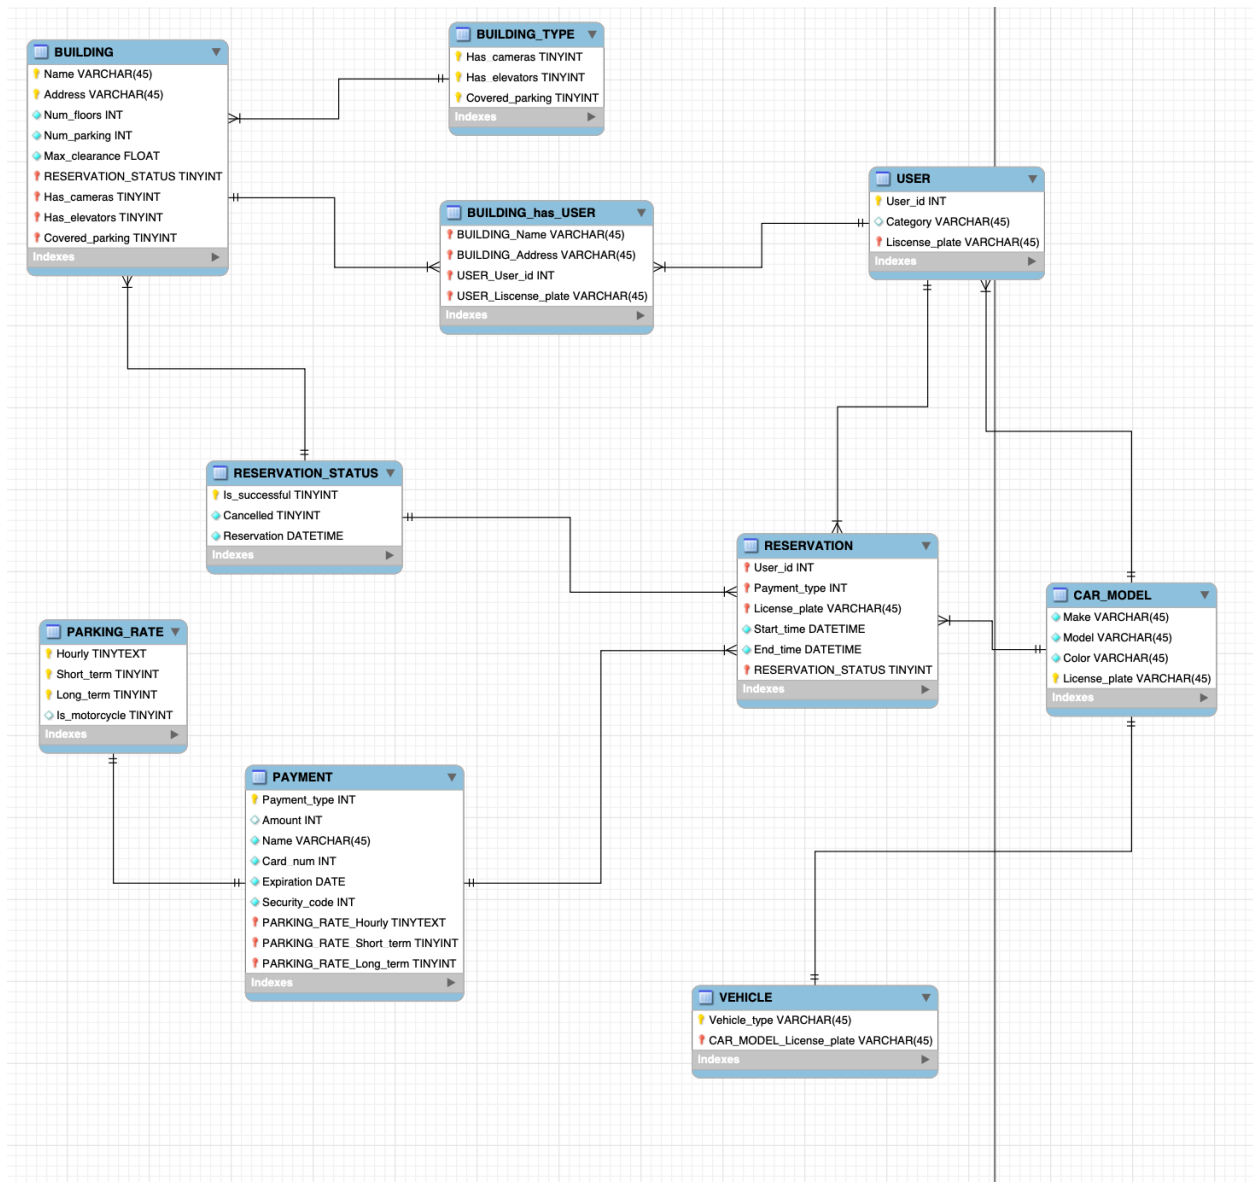 BUILDING
Name VARCHAR(45)
Address VARCHAR(45)
Num_floors INT
Num_parking INT
Max_clearance FLOAT
RESERVATION_STATUS TINYINT
Has_cameras TINYINT
Has_elevators TINYINT
Covered_parking TINYINT
Indexes
BUILDING_TYPE
Has_cameras TINYINT
Has_elevators TINYINT
Covered_parking TINYINT
Indexes
BUILDING_has_USER
BUILDING_Name VARCHAR(45)
BUILDING_Address VARCHAR(45)
USER_User_id INT
USER_Liscense_plate VARCHAR(45)
Indexes
USER
User_id INT
Category VARCHAR(45)
Liscense_plate VARCHAR(45)
Indexes
RESERVATION_STATUS
Is_successful TINYINT
Cancelled TINYINT
Reservation DATETIME
Indexes
RESERVATION
User_id INT
Payment_type INT
License_plate VARCHAR(45)
Start_time DATETIME
End_time DATETIME
RESERVATION_STATUS TINYINT
Indexes
CAR_MODEL
Make VARCHAR(45)
Model VARCHAR(45)
Color VARCHAR(45)
License_plate VARCHAR(45)
Indexes
PARKING_RATE
Hourly TINYTEXT
Short_term TINYINT
Long_term TINYINT
Is_motorcycle TINYINT
Indexes
PAYMENT
Payment_type INT
Amount INT
Name VARCHAR(45)
Card_num INT
Expiration DATE
Security_code INT
PARKING_RATE_Hourly TINYTEXT
PARKING_RATE_Short_term TINYINT
PARKING_RATE_Long_term TINYINT
Indexes
VEHICLE
Vehicle_type VARCHAR(45)
CAR_MODEL_License_plate VARCHAR(45)
Indexes